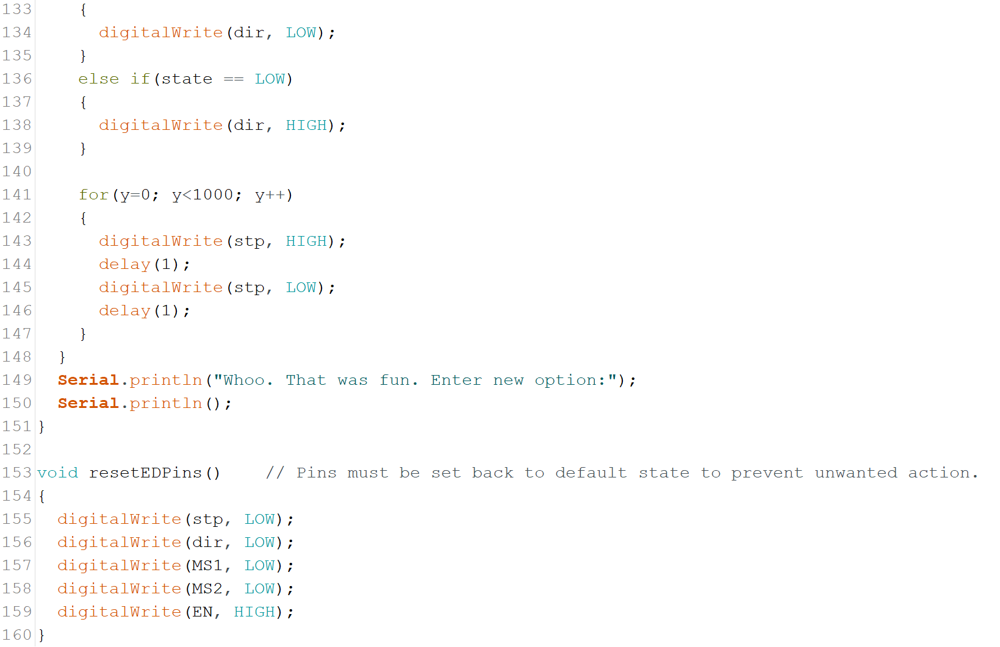 133    {
134      digitalWrite(dir, LOW);
135    }
136    else if(state == LOW)
137    {
138      digitalWrite(dir, HIGH);
139    }
140
141    for(y=0; y<1000; y++)
142    {
143      digitalWrite(stp, HIGH);
144      delay(1);
145      digitalWrite(stp, LOW);
146      delay(1);
147    }
148  }
149  Serial.println("Whoo. That was fun. Enter new option:");
150  Serial.println();
151}
152
153void resetEDPins()    // Pins must be set back to default state to prevent unwanted action.
154{
155  digitalWrite(stp, LOW);
156  digitalWrite(dir, LOW);
157  digitalWrite(MS1, LOW);
158  digitalWrite(MS2, LOW);
159  digitalWrite(EN, HIGH);
160}